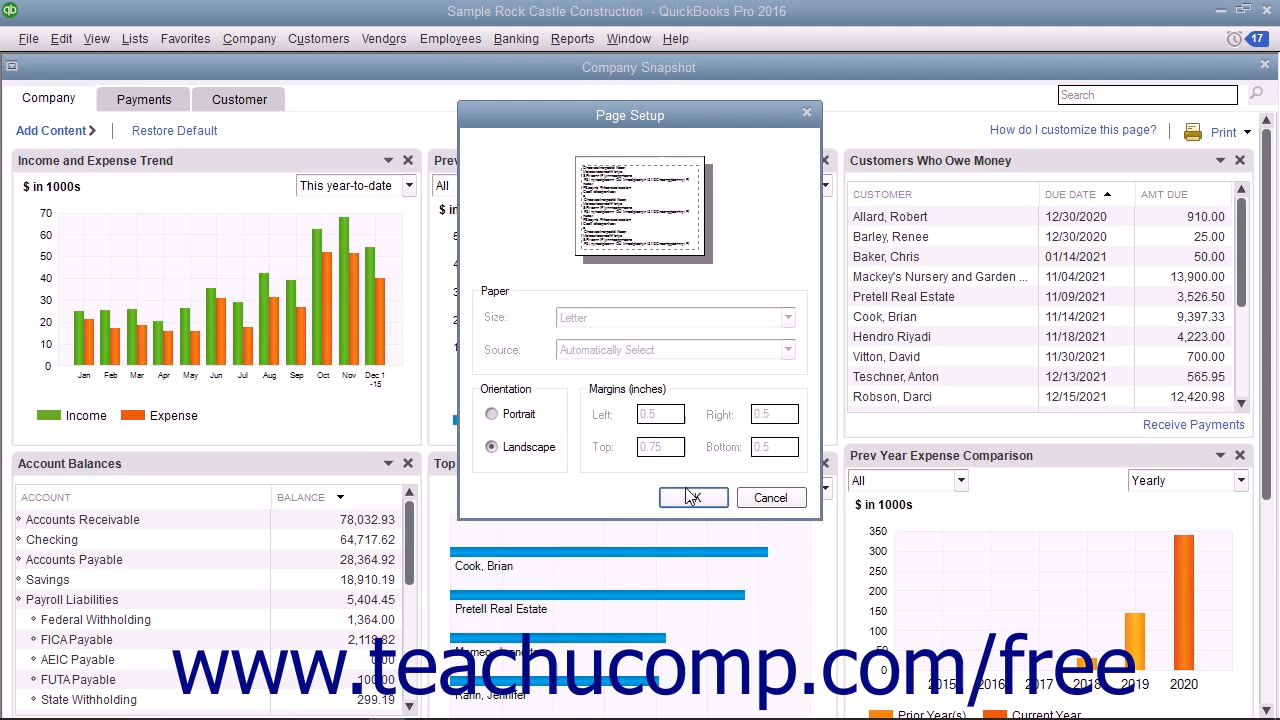 Sample Rock Castle Construction - QuickBooks Pro 2016
File Edit View Lists Favorites Company Customers Vendors Employees Banking Reports Window Help
17
Company Snapshot
Company Payments Customer
Search
Add Content Restore Default
How do I customize this page? Print
Income and Expense Trend
$ in 1000s
This year-to-date
70
60
50
40
30
20
10
0
Jan Feb Mar Apr May Jun Jul Aug Sep Oct Nov Dec 1
-15
Income Expense
Account Balances
ACCOUNT BALANCE
Accounts Receivable 78,032.93
Checking 64,717.62
Accounts Payable 28,364.92
Savings 18,910.19
Payroll Liabilities 5,404.45
Federal Withholding 1,364.00
FICA Payable 2,118.82
AEIC Payable 0.00
FUTA Payable 100.00
State Withholding 299.19
Prev
All
$ in
Top
Cook, Brian
Pretell Real Estate
Page Setup
Paper
Size: Letter
Source: Automatically Select
Orientation
Portrait
Landscape
Margins (inches)
Left: 0.5 Right: 0.5
Top: 0.75 Bottom: 0.5
Cancel
Customers Who Owe Money
CUSTOMER DUE DATE AMT DUE
Allard, Robert 12/30/2020 910.00
Barley, Renee 12/30/2020 25.00
Baker, Chris 01/14/2021 50.00
Mackey's Nursery and Garden ... 11/04/2021 13,900.00
Pretell Real Estate 11/09/2021 3,526.50
Cook, Brian 11/14/2021 9,397.33
Hendro Riyadi 11/18/2021 4,223.00
Vitton, David 11/30/2021 700.00
Teschner, Anton 12/13/2021 565.95
Robson, Darci 12/15/2021 12,420.98
Receive Payments
Prev Year Expense Comparison
All Yearly
$ in 1000s
350
300
250
200
150
100
50
0
2015 2016 2017 2018 2019 2020
Prior Year(s) Current Year
www.teachucomp.com/free